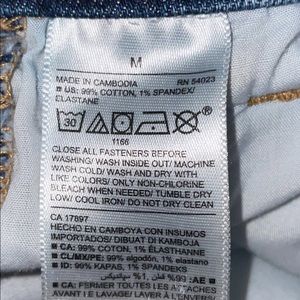 M
MADE IN CAMBODIA RN 54023
■ US: 99% COTTON, 1% SPANDEX/
ELASTANE
30
1166
CLOSE ALL FASTENERS BEFORE
WASHING/ WASH INSIDE OUT/ MACHINE
WASH COLD/ WASH AND DRY WITH
LIKE COLORS/ ONLY NON-CHLORINE
BLEACH WHEN NEEDED/ TUMBLE DRY
LOW/ COOL IRON/ DO NOT DRY CLEAN
CA 17897
HECHO EN CAMBOYA CON INSUMOS
IMPORTADOS/ DIBUAT DI KAMBOJA
■ CA: 99% COTTON, 1% ELASTHANE
■ CL/MX/PE: 99% algodón, 1% elastano
■ ID: 99% KAPAS, 1% SPANDEKS
■ CA: FERMER TOUTES LES